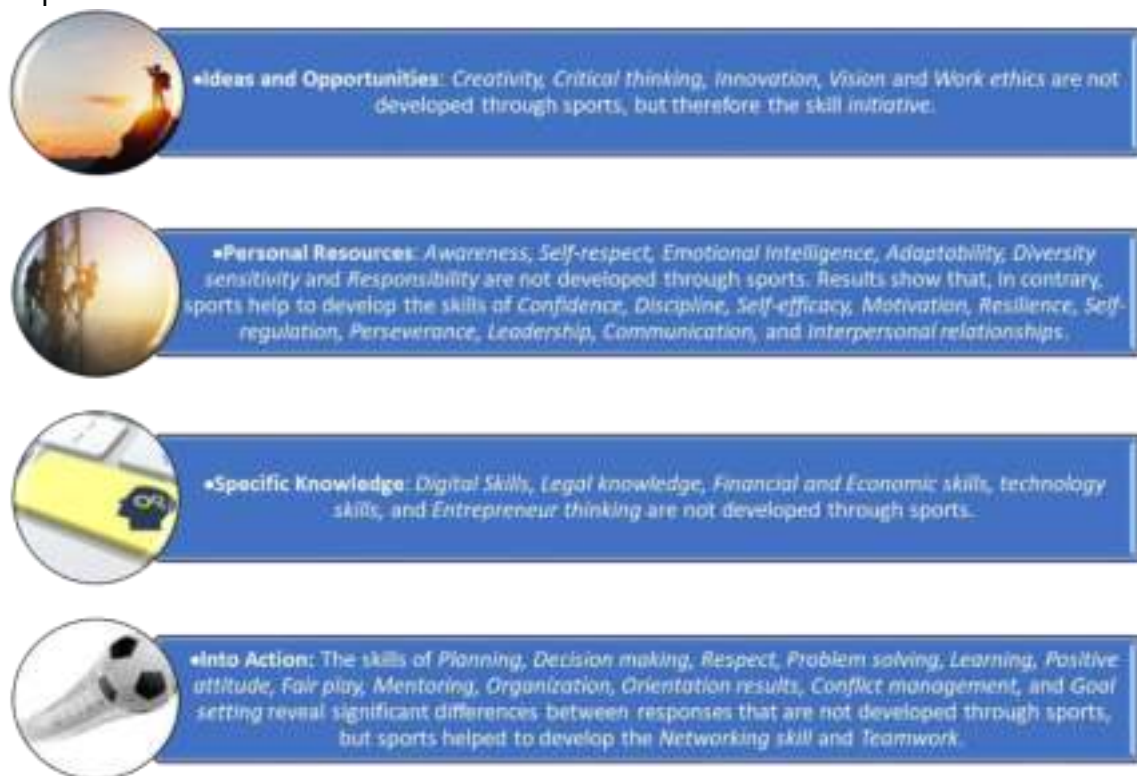 •Ideas and Opportunities: Creativity, Critical thinking, Innovation, Vision and Work ethics are not
developed through sports, but therefore the skill initiative.
•Personal Resources: Awareness, Self-respect, Emotional Intelligence, Adaptability, Diversity
sensitivity and Responsibility are not developed through sports. Results show that, in contrary,
sports help to develop the skills of Confidence, Discipline, Self-efficacy, Motivation, Resilience, Self-
regulation, Perseverance, Leadership, Communication, and Interpersonal relationships.
•Specific Knowledge: Digital Skills, Legal knowledge, Financial and Economic skills, technology
skills, and Entrepreneur thinking are not developed through sports.
•Into Action: The skills of Planning, Decision making, Respect, Problem solving, Learning, Positive
attitude, Fair play, Mentoring, Organization, Orientation results, Conflict management, and Goal
setting reveal significant differences between responses that are not developed through sports,
but sports helped to develop the Networking skill and Teamwork.